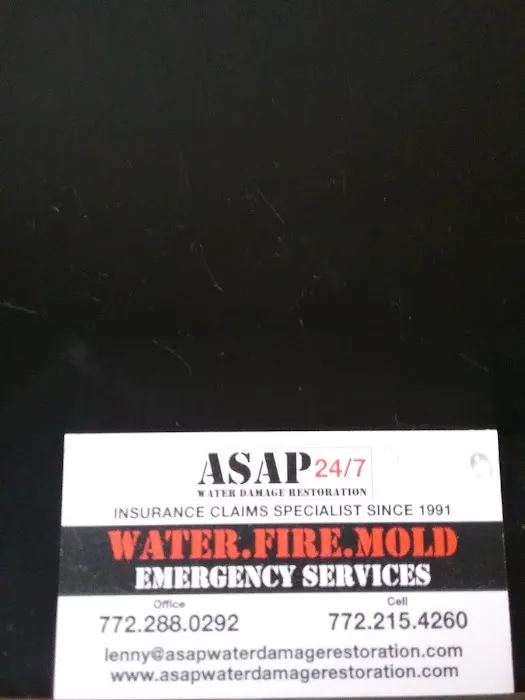 ASAP 24/7
WATER DAMAGE RESTORATION
INSURANCE CLAIMS SPECIALIST SINCE 1991
WATER.FIRE.MOLD
EMERGENCY SERVICES
Office Cell
772.288.0292 772.215.4260
lenny@asapwaterdamagerestoration.com
www.asapwaterdamagerestoration.com